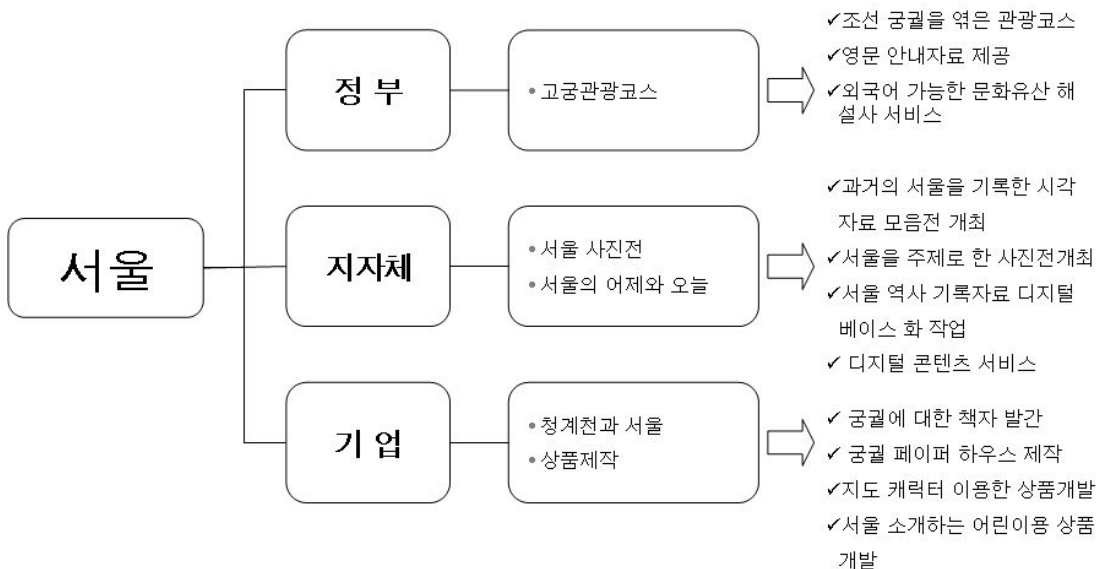 서울
정 부
• 고궁관광코스
✓조선 궁궐을 엮은 관광코스
✓영문 안내자료 제공
✓외국어 가능한 문화유산 해
설사 서비스
지자체
• 서울 사진전
• 서울의 어제와 오늘
✓과거의 서울을 기록한 시각
자료 모음전 개최
✓서울을 주제로 한 사진전개최
✓서울 역사 기록자료 디지털
베이스 화 작업
✓ 디지털 콘텐츠 서비스
기 업
• 청계천과 서울
• 상품제작
✓ 궁궐에 대한 책자 발간
✓ 궁궐 페이퍼 하우스 제작
✓지도 캐릭터 이용한 상품개발
✓서울 소개하는 어린이용 상품
개발